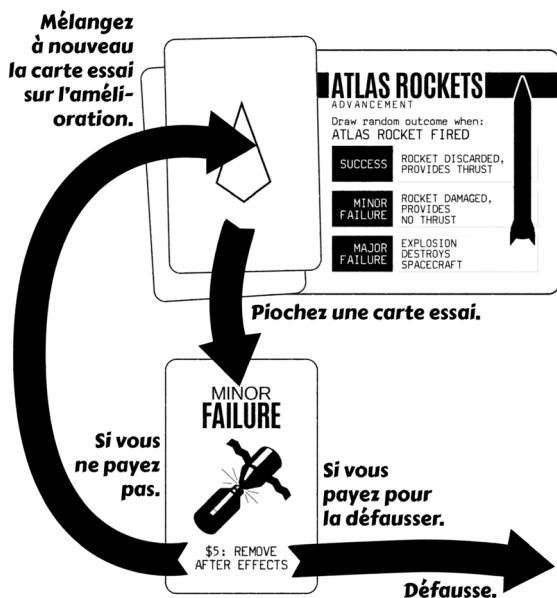 Mélangez
à nouveau
la carte essai
sur l'améli-
oration.
ATLAS ROCKETS
ADVANCEMENT
Draw random outcome when:
ATLAS ROCKET FIRED
SUCCESS
ROCKET DISCARDED,
PROVIDES THRUST
MINOR
FAILURE
ROCKET DAMAGED,
PROVIDES
NO THRUST
MAJOR
FAILURE
EXPLOSION
DESTROYS
SPACECRAFT
Piochez une carte essai.
MINOR
FAILURE
Si vous
ne payez
pas.
Si vous
payez pour
la défausser.
$5: REMOVE
AFTER EFFECTS
Défausse.